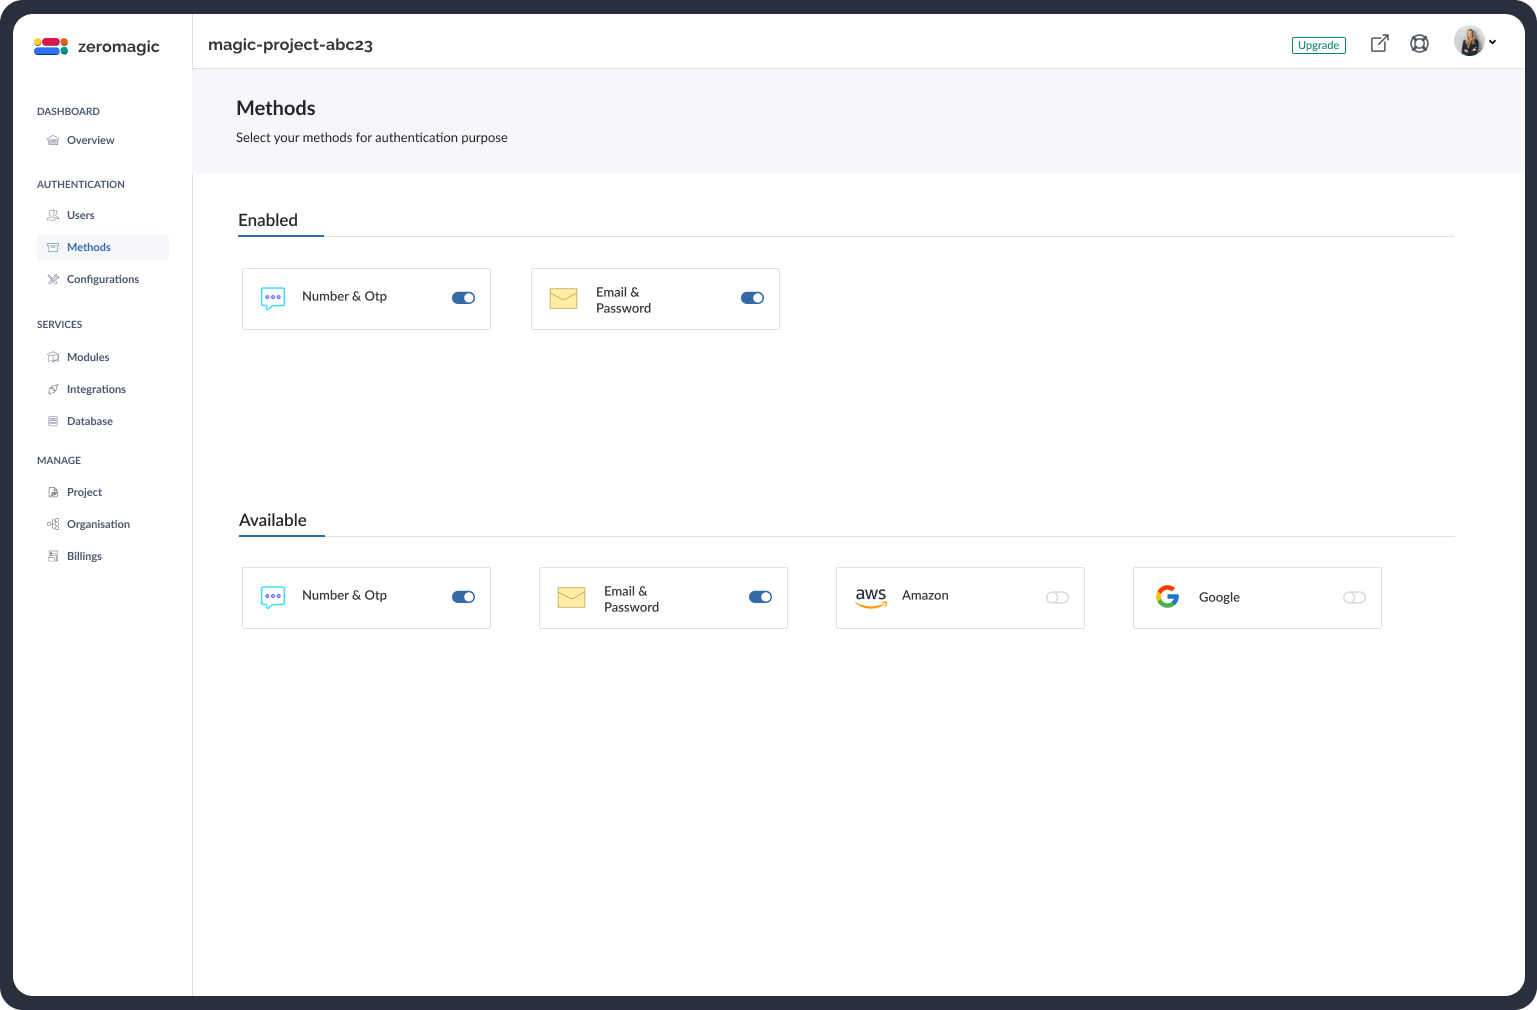 zeromagic
magic-project-abc23
Upgrade
DASHBOARD
Overview
AUTHENTICATION
Users
Methods
Configurations
SERVICES
Modules
Integrations
Database
MANAGE
Project
Organisation
Billings
Methods
Select your methods for authentication purpose
Enabled
Number & Otp
Email &
Password
Available
Number & Otp
Email &
Password
aws
Amazon
Google